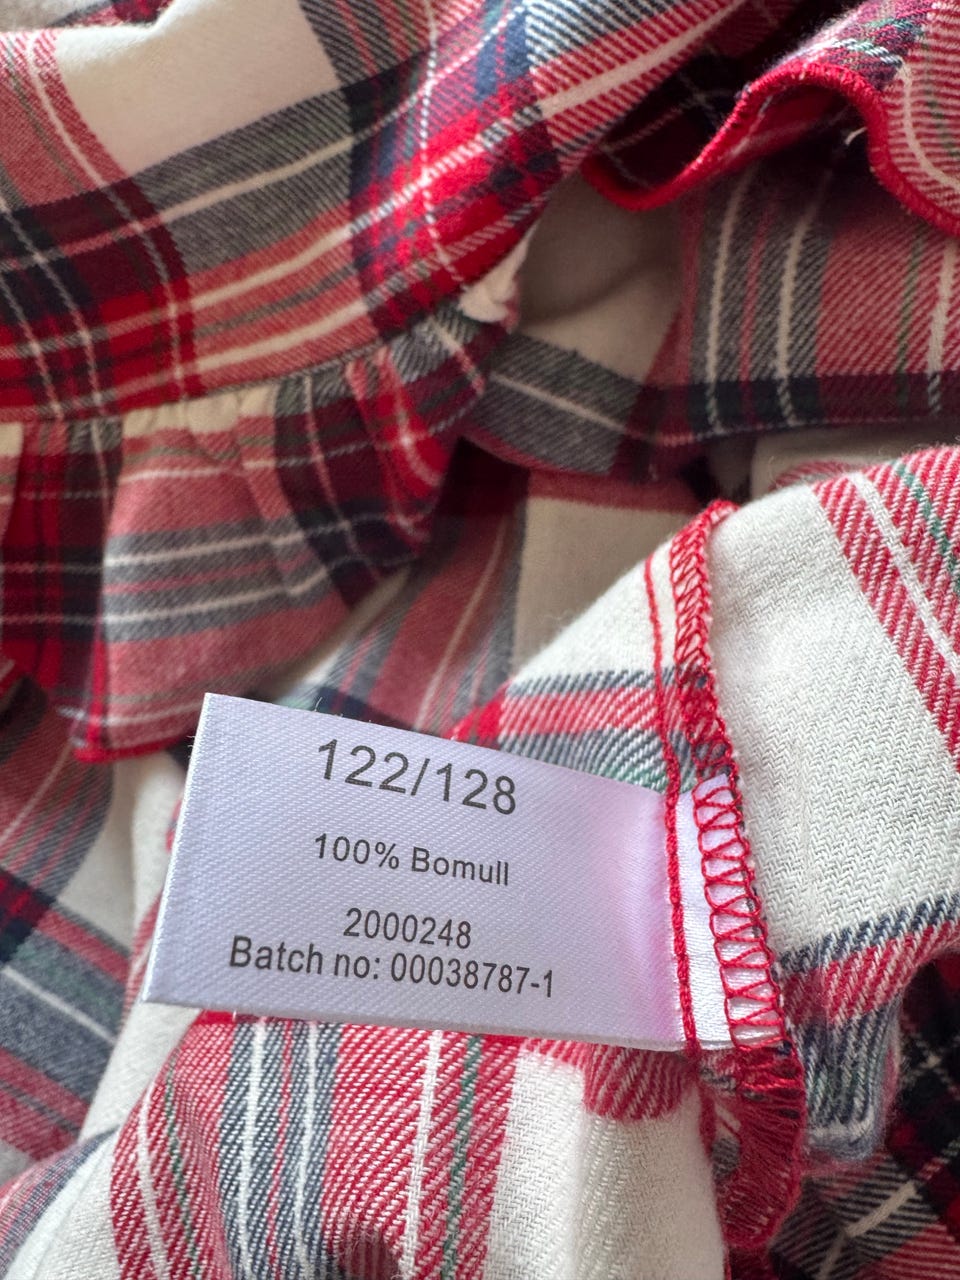 122/128
100% Bomull
2000248
Batch no: 00038787-1